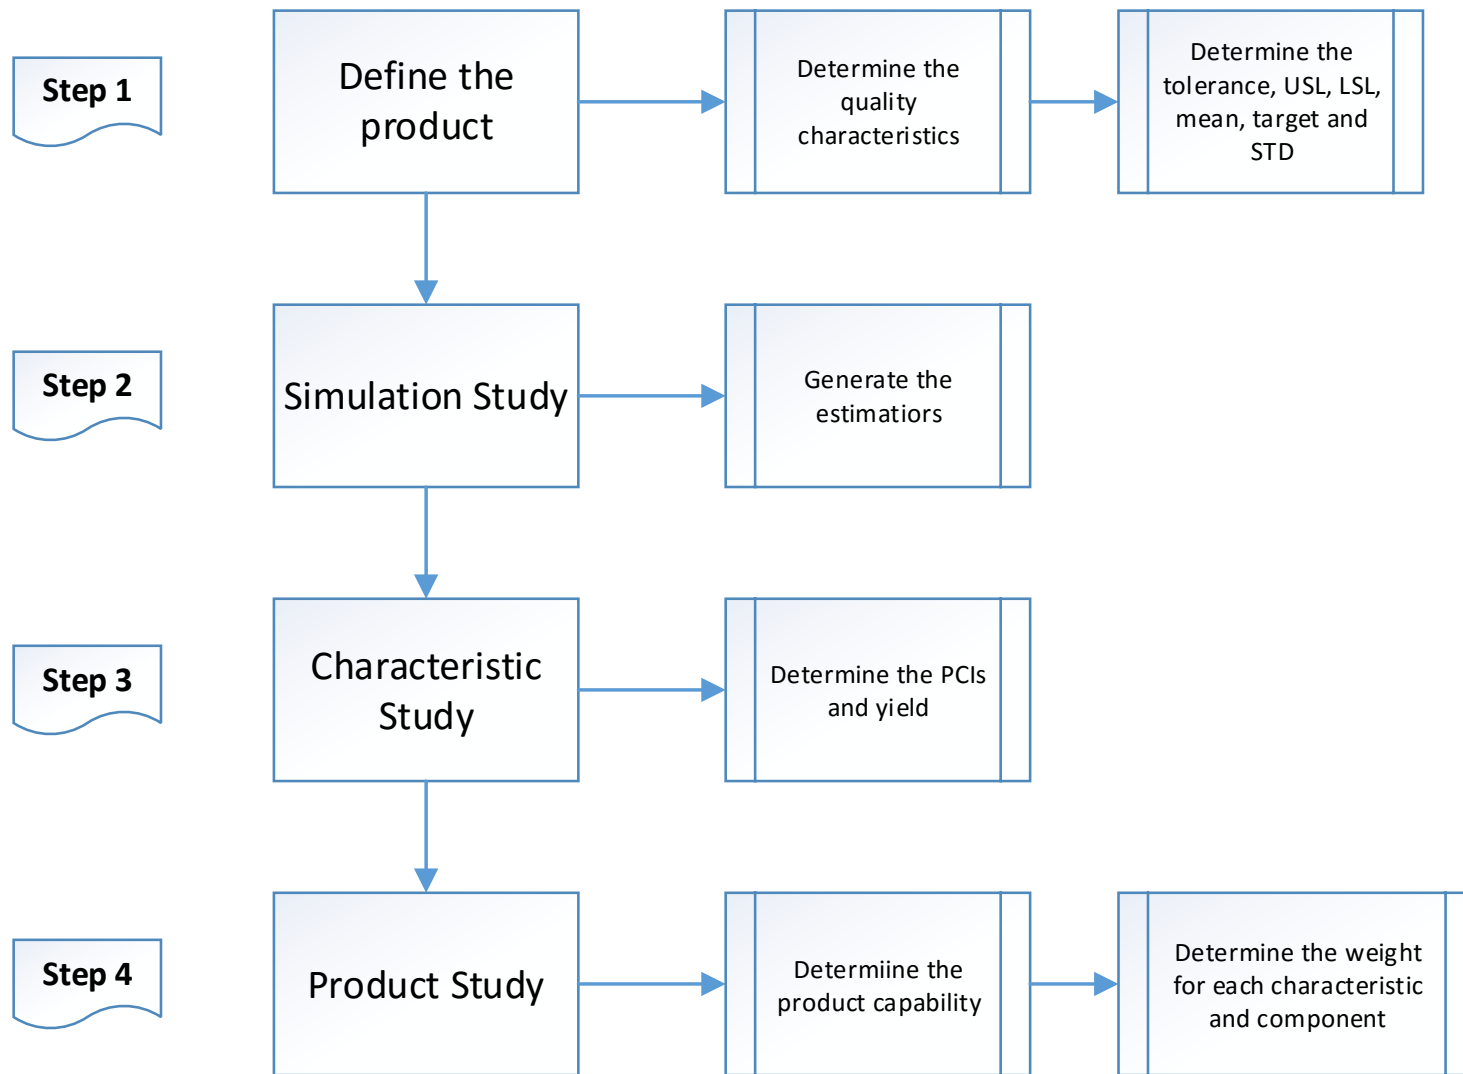 Step 1
Define the
product
Determine the
quality
characteristics
Determine the
tolerance, USL, LSL,
mean, target and
STD
Step 2
Simulation Study
Generate the
estimatiors
Step 3
Characteristic
Study
Determine the PCIs
and yield
Step 4
Product Study
Determiine the
product capability
Determine the weight
for each characteristic
and component